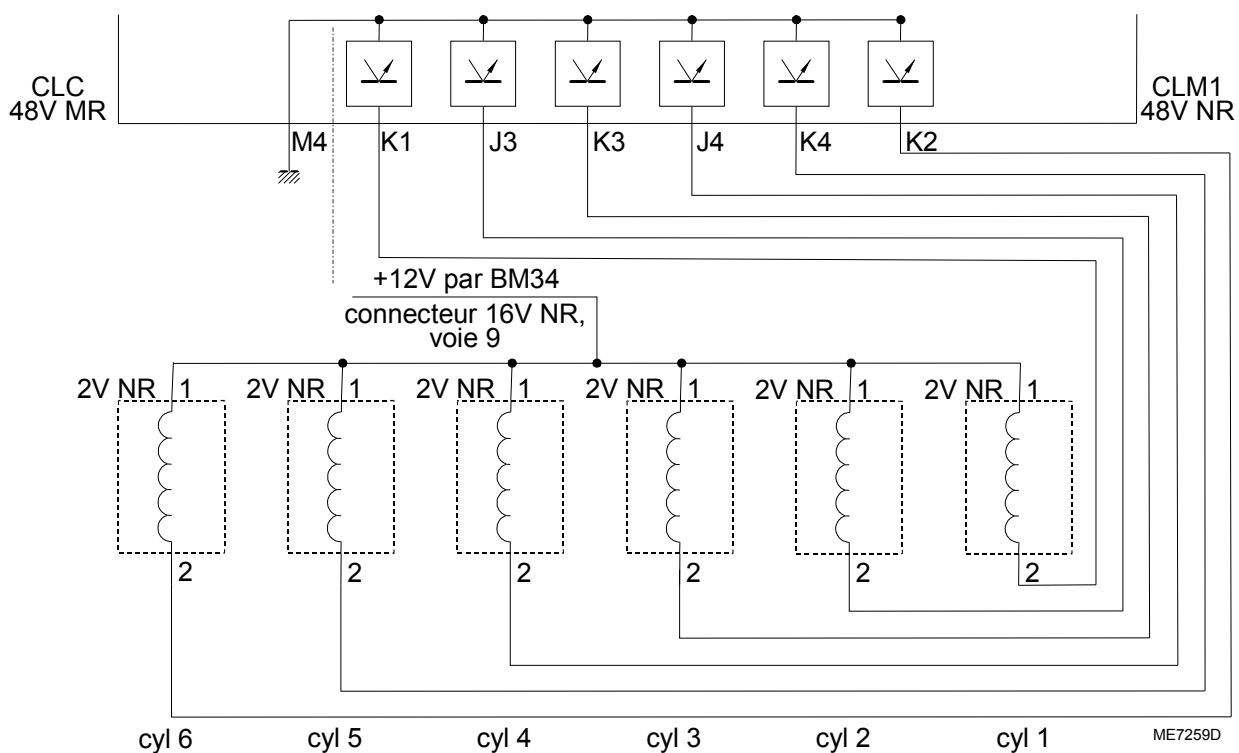 CLC
48V MR
CLM1
48V NR
M4 K1 J3 K3 J4 K4 K2
+12V par BM34
connecteur 16V NR,
voie 9
2V NR 1 2V NR 1 2V NR 1 2V NR 1 2V NR 1 2V NR 1
2 2 2 2 2 2
cyl 6 cyl 5 cyl 4 cyl 3 cyl 2 cyl 1
ME7259D